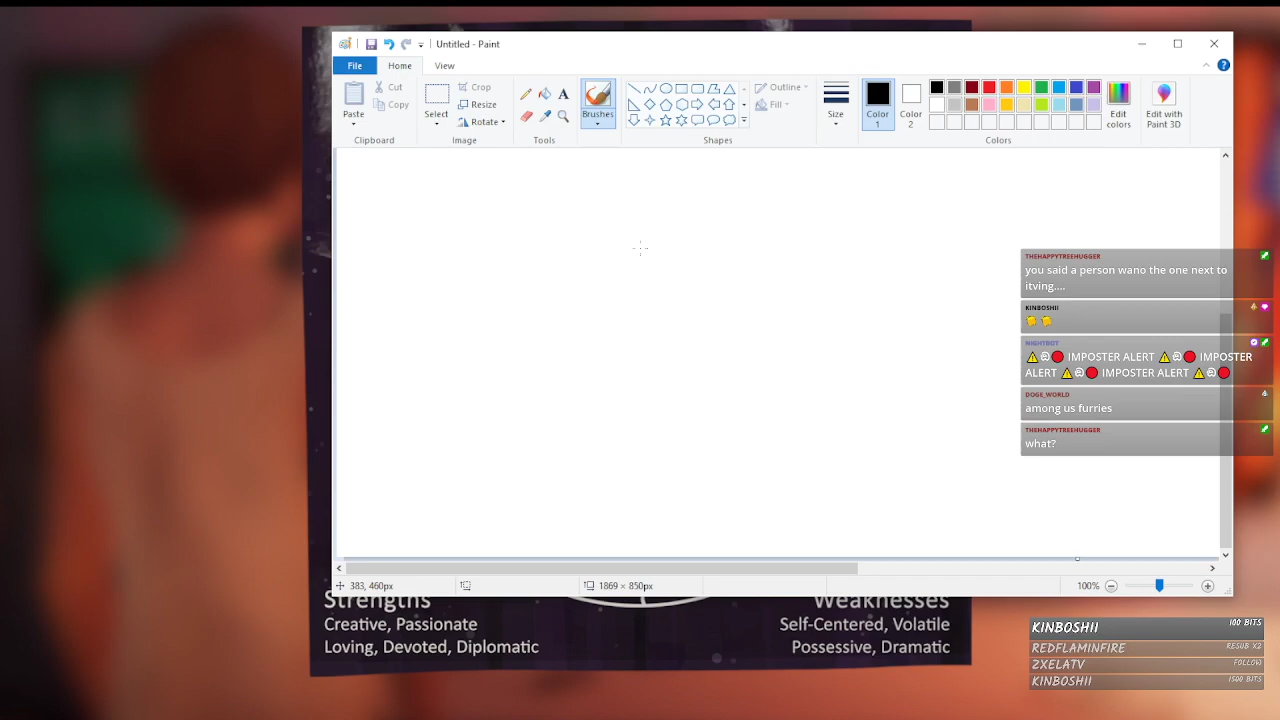 Untitled - Paint
File
Home
View
Paste
Cut
Copy
Clipboard
Select
Crop
Resize
Rotate
Image
A
Tools
Brushes
Outline
Fill
Shapes
Size
Color 1
Color 2
Edit colors
Colors
Edit with Paint 3D
THEHAPPYTREEHUGGER
you said a person wano the one next to
itving....
KINBOSHII
NIGHTBOT
IMPOSTER ALERT IMPOSTER
ALERT IMPOSTER ALERT
DOGE_WORLD
among us furries
THEHAPPYTREEHUGGER
what?
383, 460px
1869 × 850px
100%
Strengths
Creative, Passionate
Loving, Devoted, Diplomatic
Weaknesses
Self-Centered, Volatile
Possessive, Dramatic
KINBOSHII 100 BITS
REDFLAMINFIRE RESUB X2
ZXELATV FOLLOW
KINBOSHII 1500 BITS